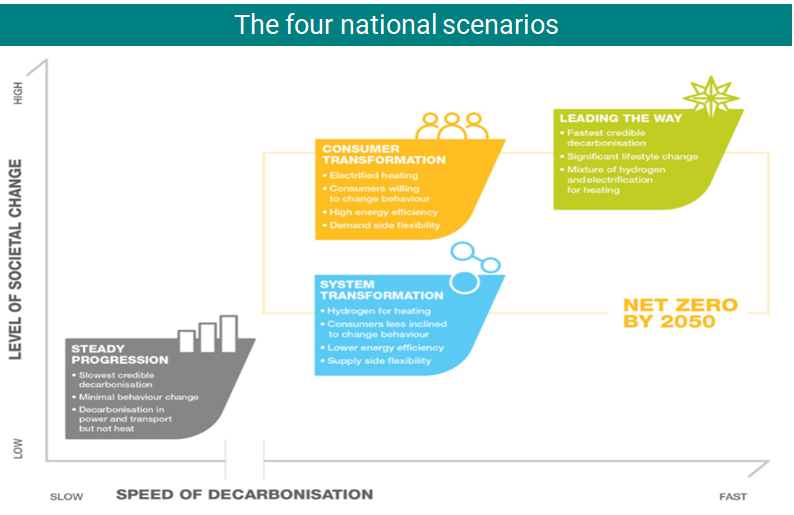 The four national scenarios
HIGH
LEVEL OF SOCIETAL CHANGE
LOW
CONSUMER
TRANSFORMATION
• Electrified heating
• Consumers willing
to change behaviour
• High energy efficiency
• Demand side flexibility
LEADING THE WAY
• Fastest credible
decarbonisation
• Significant lifestyle change
• Mixture of hydrogen
and electrification
for heating
SYSTEM
TRANSFORMATION
• Hydrogen for heating
• Consumers less inclined
to change behaviour
• Lower energy efficiency
• Supply side flexibility
NET ZERO
BY 2050
STEADY
PROGRESSION
• Slowest credible
decarbonisation
• Minimal behaviour change
• Decarbonisation in
power and transport
but not heat
SLOW
SPEED OF DECARBONISATION
FAST